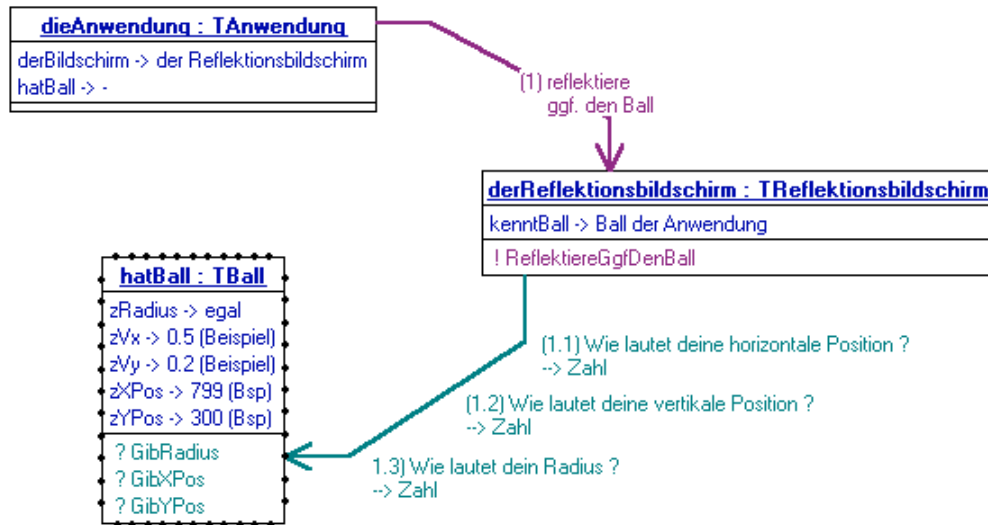 dieAnwendung : TAnwendung
derBildschirm -> der Reflektionsbildschirm
hatBall -> -
(1) reflektiere
ggf. den Ball
derReflektionsbildschirm : TReflektionsbildschirm
kenntBall -> Ball der Anwendung
! ReflektiereGgfDenBall
hatBall : TBall
zRadius -> egal
zVx -> 0.5 (Beispiel)
zVy -> 0.2 (Beispiel)
zXPos -> 799 (Bsp)
zYPos -> 300 (Bsp)
? GibRadius
? GibXPos
? GibYPos
(1.1) Wie lautet deine horizontale Position ?
--> Zahl
(1.2) Wie lautet deine vertikale Position ?
--> Zahl
1.3) Wie lautet dein Radius ?
--> Zahl